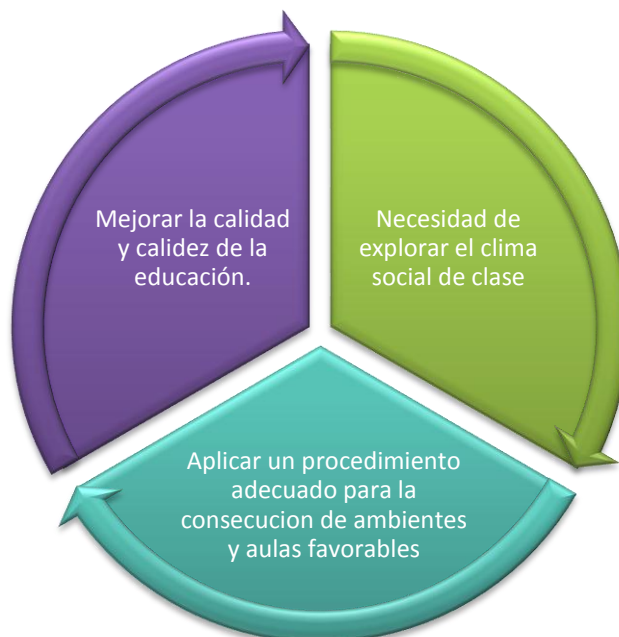 Mejorar la calidad
y calidez de la
educación.
Necesidad de
explorar el clima
social de clase
Aplicar un procedimiento
adecuado para la
consecucion de ambientes
y aulas favorables